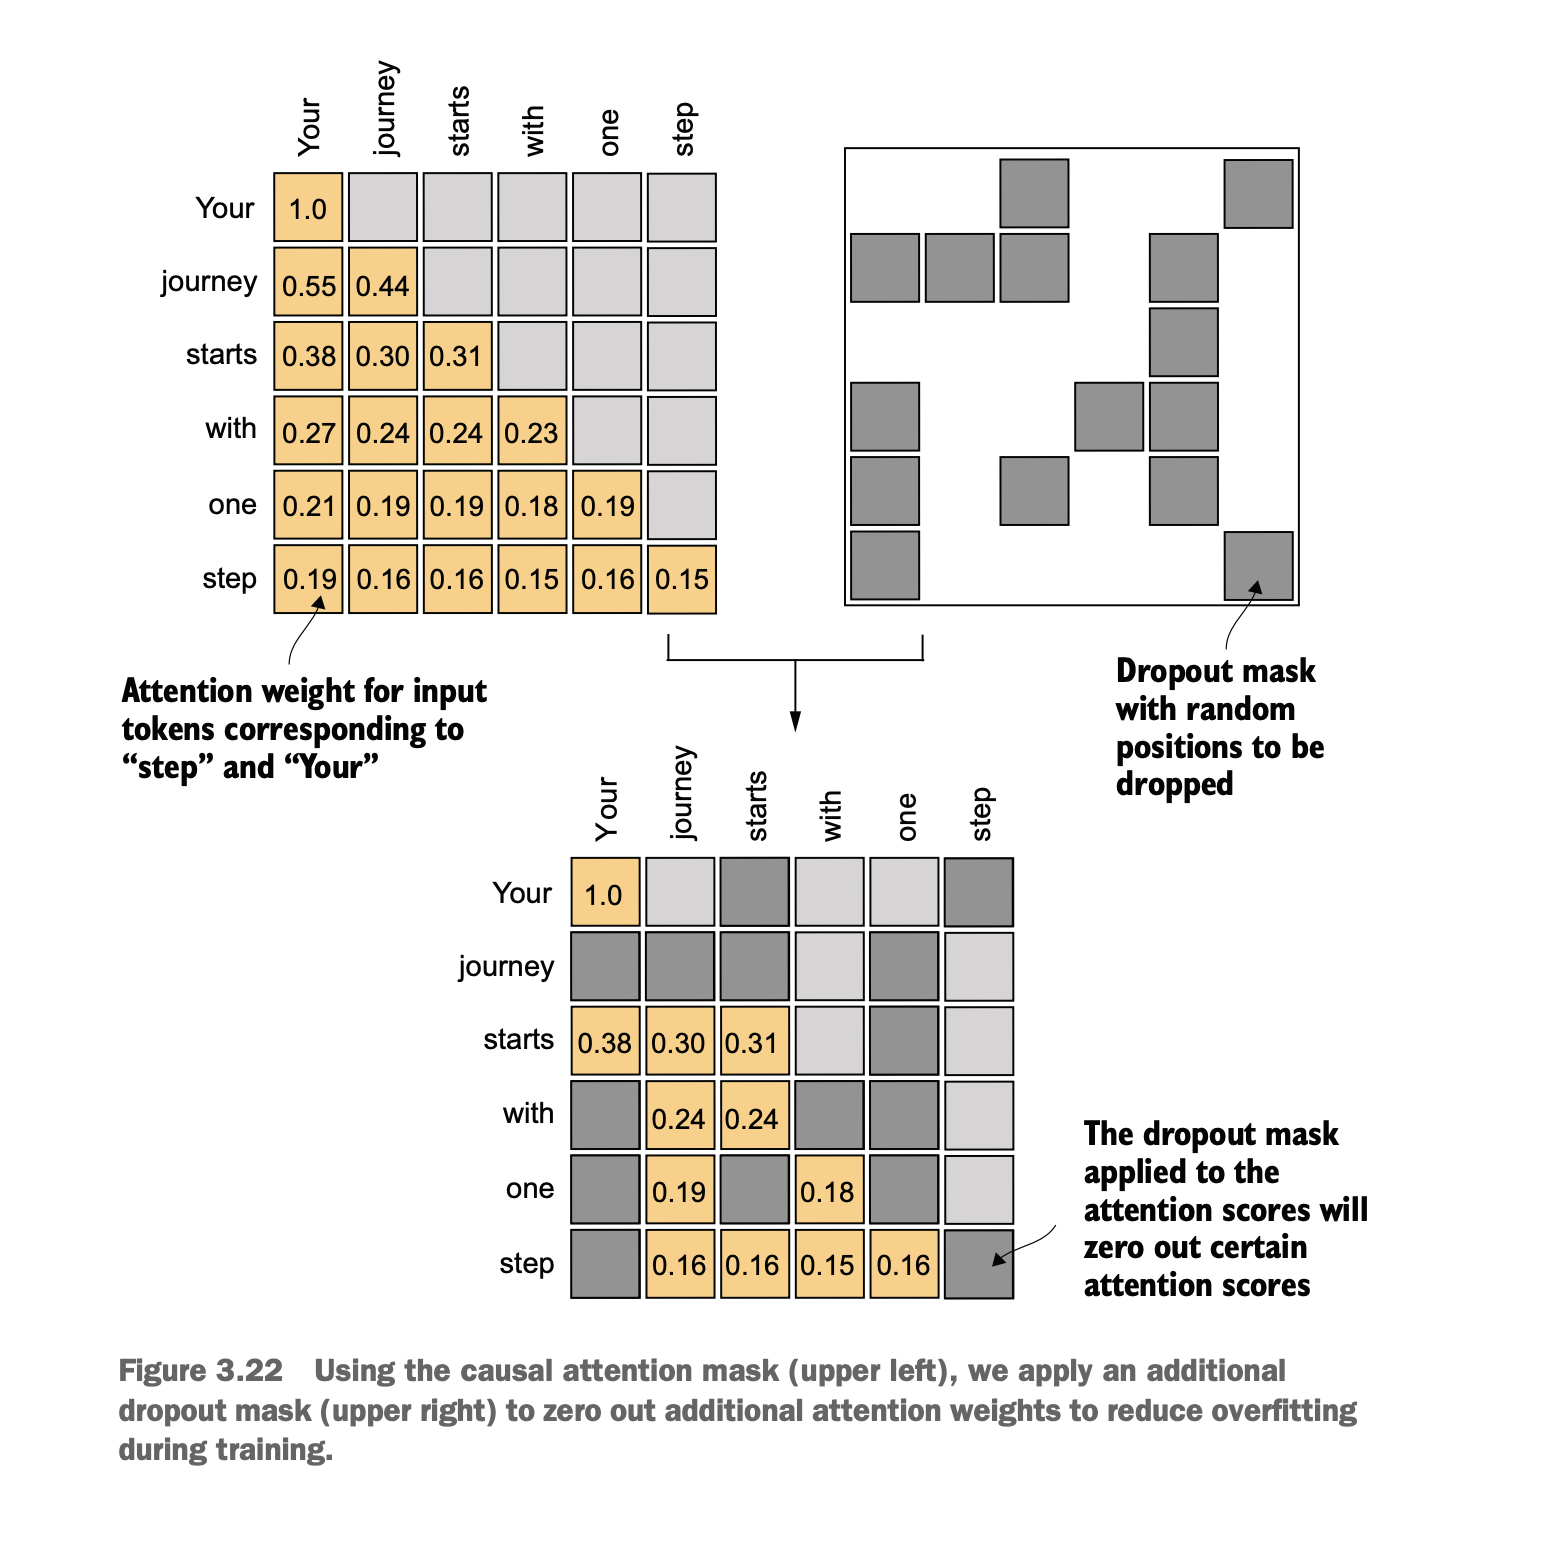 Your journey starts with one step
Your 1.0
journey 0.55 0.44
starts 0.38 0.30 0.31
with 0.27 0.24 0.24 0.23
one 0.21 0.19 0.19 0.18 0.19
step 0.19 0.16 0.16 0.15 0.16 0.15
Attention weight for input
tokens corresponding to
“step” and “Your”
Dropout mask
with random
positions to be
dropped
Your journey starts with one step
Your 1.0
journey
starts 0.38 0.30 0.31
with 0.24 0.24
one 0.19 0.18
step 0.16 0.16 0.15 0.16
The dropout mask
applied to the
attention scores will
zero out certain
attention scores
Figure 3.22 Using the causal attention mask (upper left), we apply an additional
dropout mask (upper right) to zero out additional attention weights to reduce overfitting
during training.